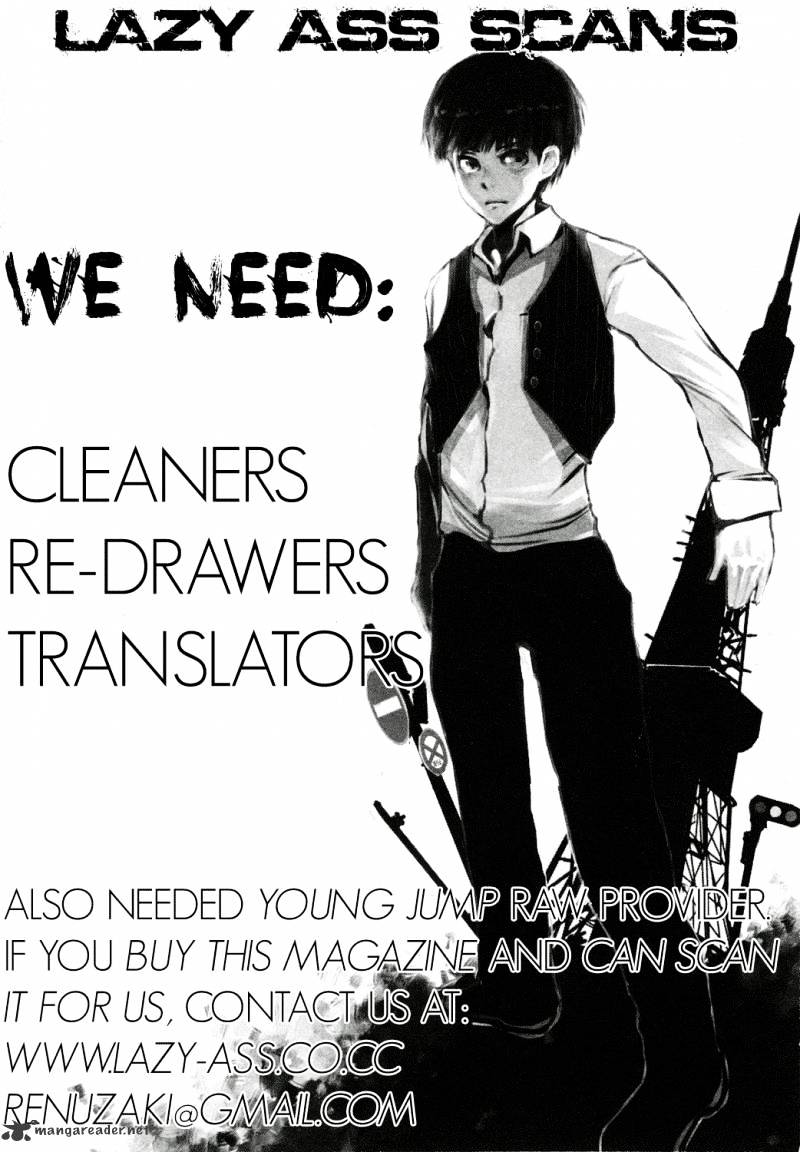 LAZY ASS SCANS
WE NEED:
CLEANERS
RE-DRAWERS
TRANSLATORS
ALSO NEEDED YOUNG JUMP RAW PROVIDER.
IF YOU BUY THIS MAGAZINE AND CAN SCAN
IT FOR US, CONTACT US AT:
WWW.LAZY-ASS.CO.CC
RENUZAKI@GMAIL.COM
mangareader.net